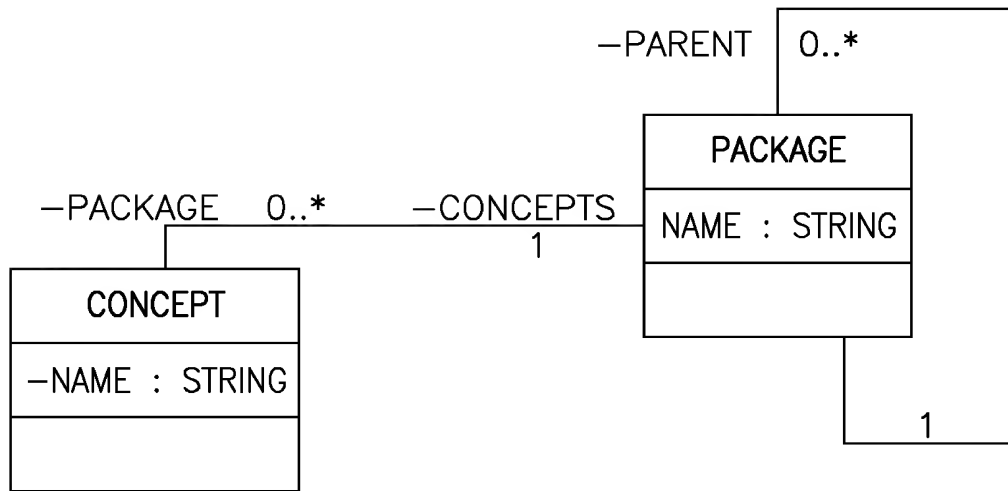 -PARENT 0..*
PACKAGE
NAME : STRING
-PACKAGE 0..* -CONCEPTS
1
CONCEPT
-NAME : STRING
1